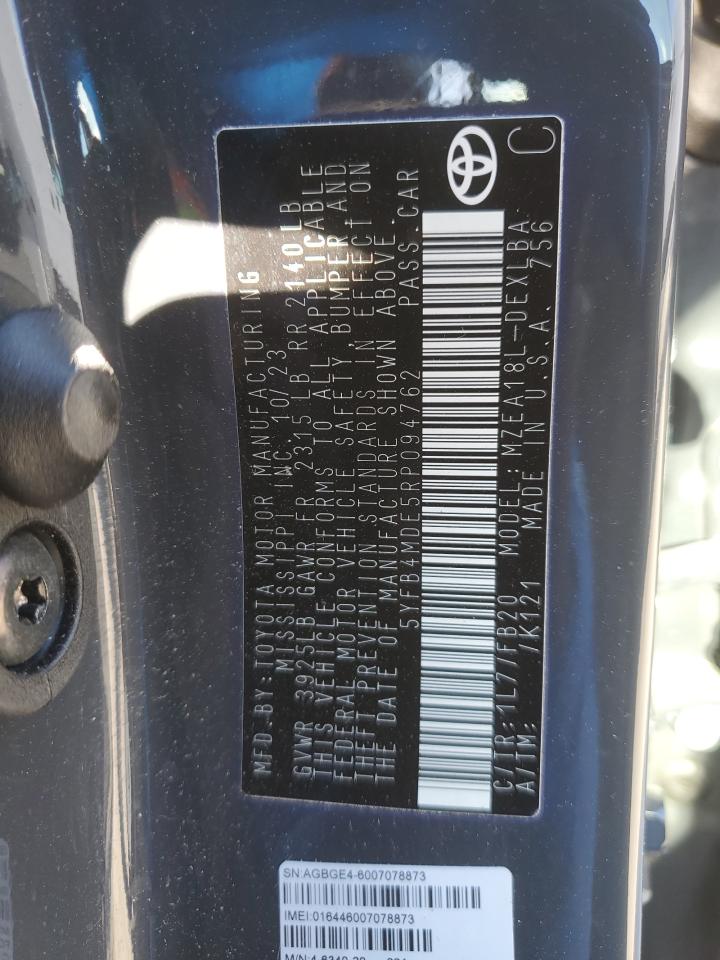 MFD. BY: TOYOTA MOTOR MANUFACTURING
MISSISSIPPI INC. 10/23
GVWR 3925LB GAWR FR 2315 LB RR 2140LB
THIS VEHICLE CONFORMS TO ALL APPLICABLE
FEDERAL MOTOR VEHICLE SAFETY, BUMPER AND
THEFT PREVENTION STANDARDS IN EFFECT ON
THE DATE OF MANUFACTURE SHOWN ABOVE.
5YFB4MDE5RP094762 PASS.CAR
C/TR:1L7/FB20 MODEL:MZEA18L-DEXLBA
A/TM: /K121 MADE IN U.S.A. 756
C
SN:AGBGE4-6007078873
IMEI:016446007078873